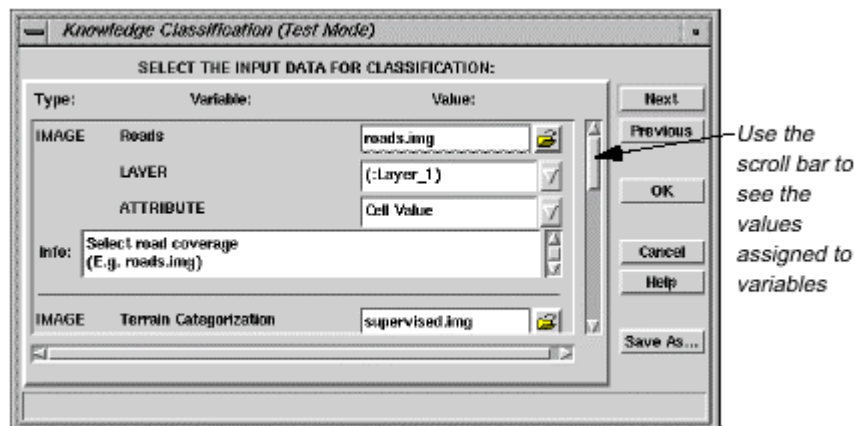 Knowledge Classification (Test Mode)
SELECT THE INPUT DATA FOR CLASSIFICATION:
Type: Variable: Value:
IMAGE Roads roads.img
LAYER (:Layer_1)
ATTRIBUTE Cell Value
Info: Select road coverage
(E.g. roads.img)
IMAGE Terrain Catagorization supervised.img
Next
Previous
OK
Cancel
Help
Save As...
Use the
scroll bar to
see the
values
assigned to
variables